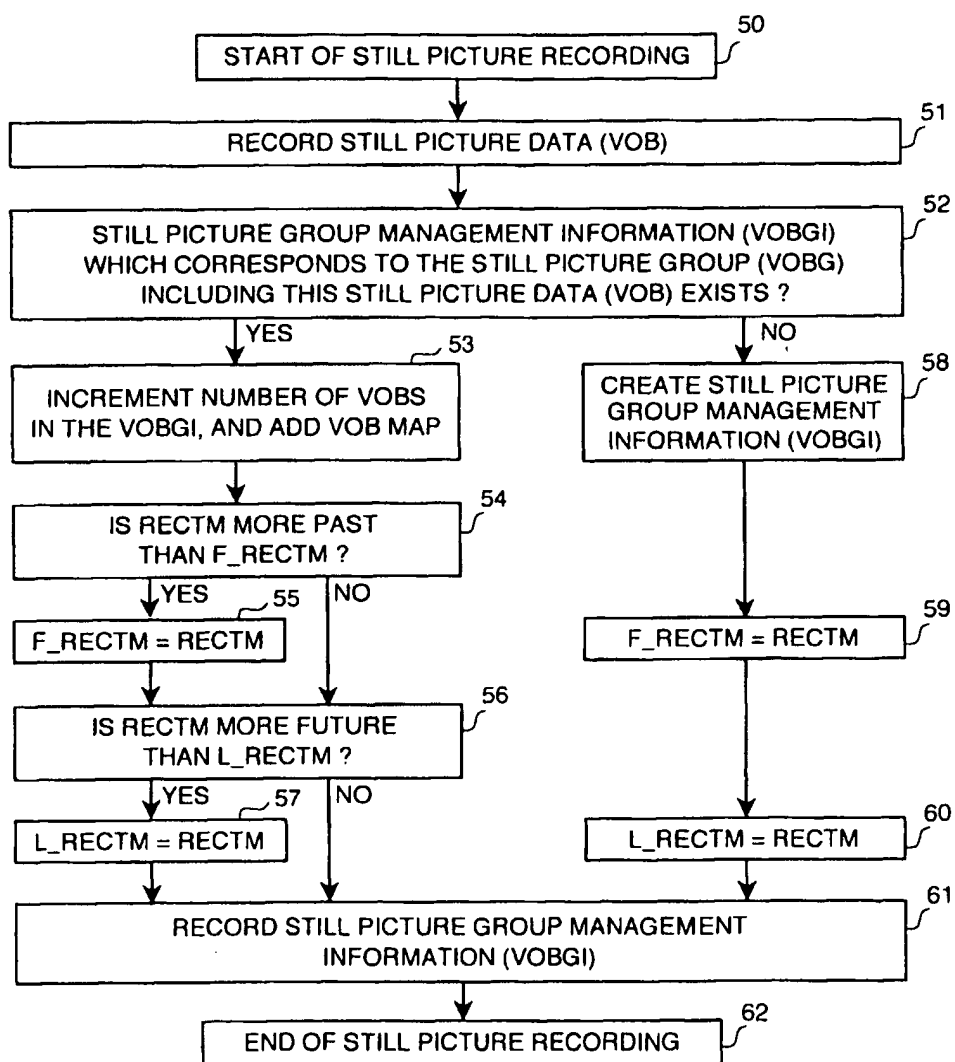 50
START OF STILL PICTURE RECORDING
51
RECORD STILL PICTURE DATA (VOB)
52
STILL PICTURE GROUP MANAGEMENT INFORMATION (VOBGI)
WHICH CORRESPONDS TO THE STILL PICTURE GROUP (VOBG)
INCLUDING THIS STILL PICTURE DATA (VOB) EXISTS ?
YES
NO
53
INCREMENT NUMBER OF VOBS
IN THE VOBGI, AND ADD VOB MAP
58
CREATE STILL PICTURE
GROUP MANAGEMENT
INFORMATION (VOBGI)
54
IS RECTM MORE PAST
THAN F_RECTM ?
YES
NO
55
F_RECTM = RECTM
59
F_RECTM = RECTM
56
IS RECTM MORE FUTURE
THAN L_RECTM ?
YES
NO
57
L_RECTM = RECTM
60
L_RECTM = RECTM
61
RECORD STILL PICTURE GROUP MANAGEMENT
INFORMATION (VOBGI)
62
END OF STILL PICTURE RECORDING